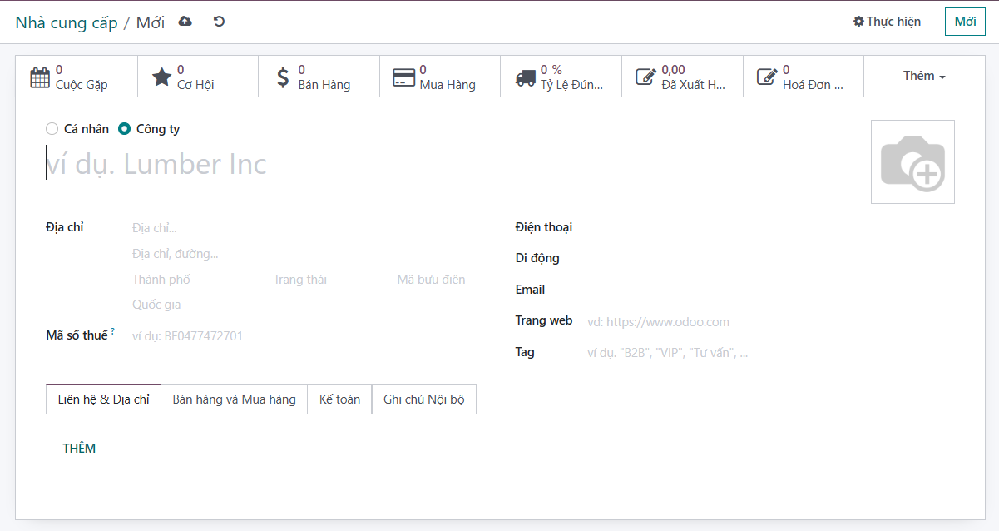 Nhà cung cấp / Mới
Thực hiện
Mới
0
Cuộc Gặp
0
Cơ Hội
0
Bán Hàng
0
Mua Hàng
0 %
Tỷ Lệ Đún...
0,00
Đã Xuất H...
0
Hoá Đơn ...
Thêm
Cá nhân
Công ty
ví dụ. Lumber Inc
Địa chỉ
Địa chỉ...
Địa chỉ, đường...
Thành phố
Trạng thái
Mã bưu điện
Quốc gia
Mã số thuế ?
ví dụ: BE0477472701
Điện thoại
Di động
Email
Trang web
vd: https://www.odoo.com
Tag
ví dụ. "B2B", "VIP", "Tư vấn", ...
Liên hệ & Địa chỉ
Bán hàng và Mua hàng
Kế toán
Ghi chú Nội bộ
THÊM